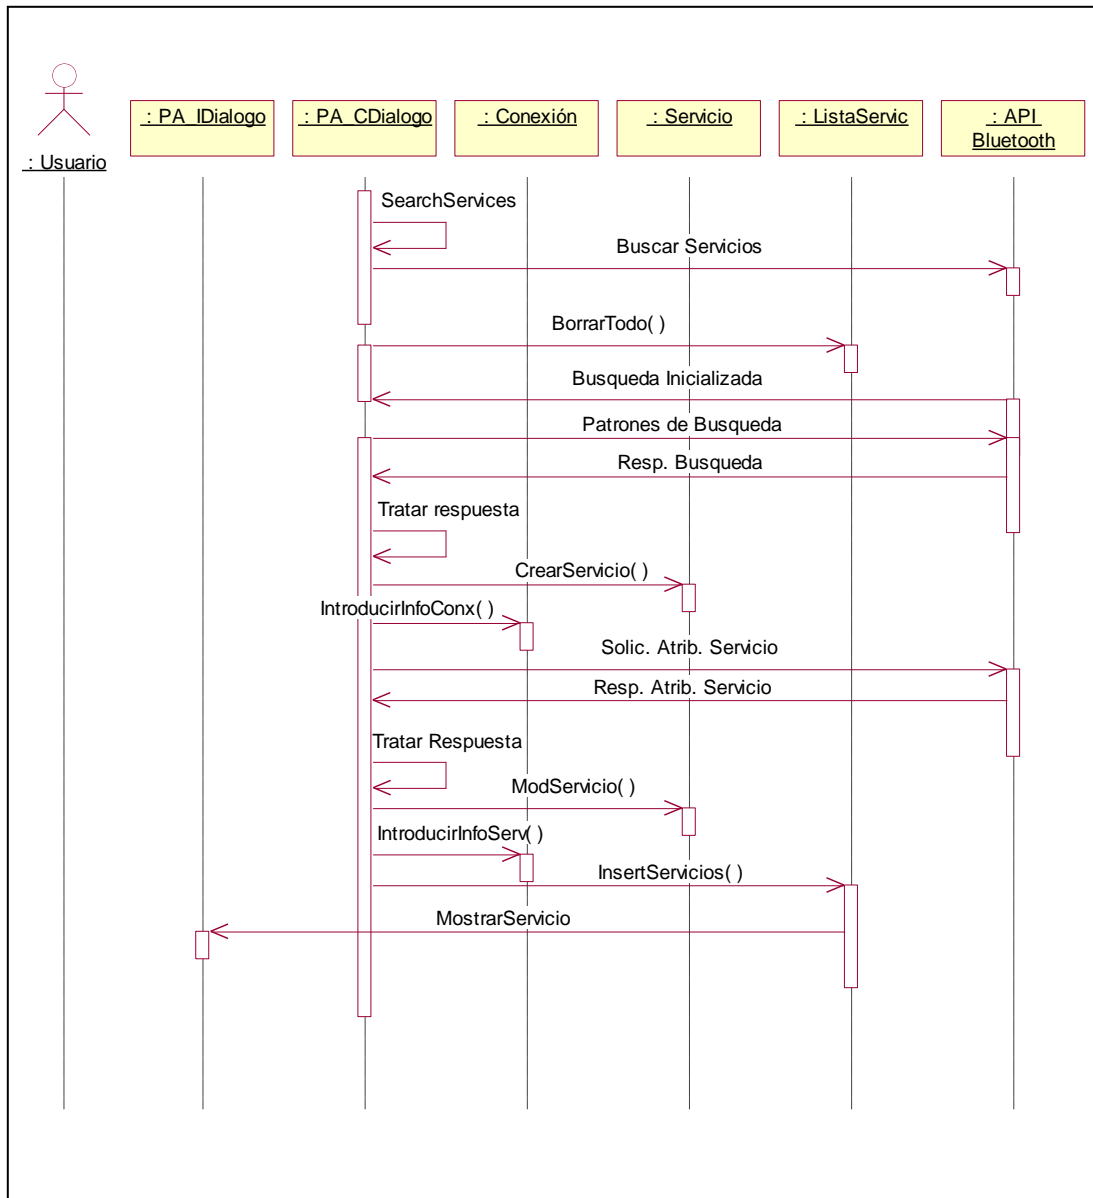 : Usuario
: PA_IDialogo
: PA_CDialogo
: Conexión
: Servicio
: ListaServic
: API
Bluetooth
SearchServices
Buscar Servicios
BorrarTodo( )
Busqueda Inicializada
Patrones de Busqueda
Resp. Busqueda
Tratar respuesta
CrearServicio( )
IntroducirInfoConx( )
Solic. Atrib. Servicio
Resp. Atrib. Servicio
Tratar Respuesta
ModServicio( )
IntroducirInfoServ( )
InsertServicios( )
MostrarServicio